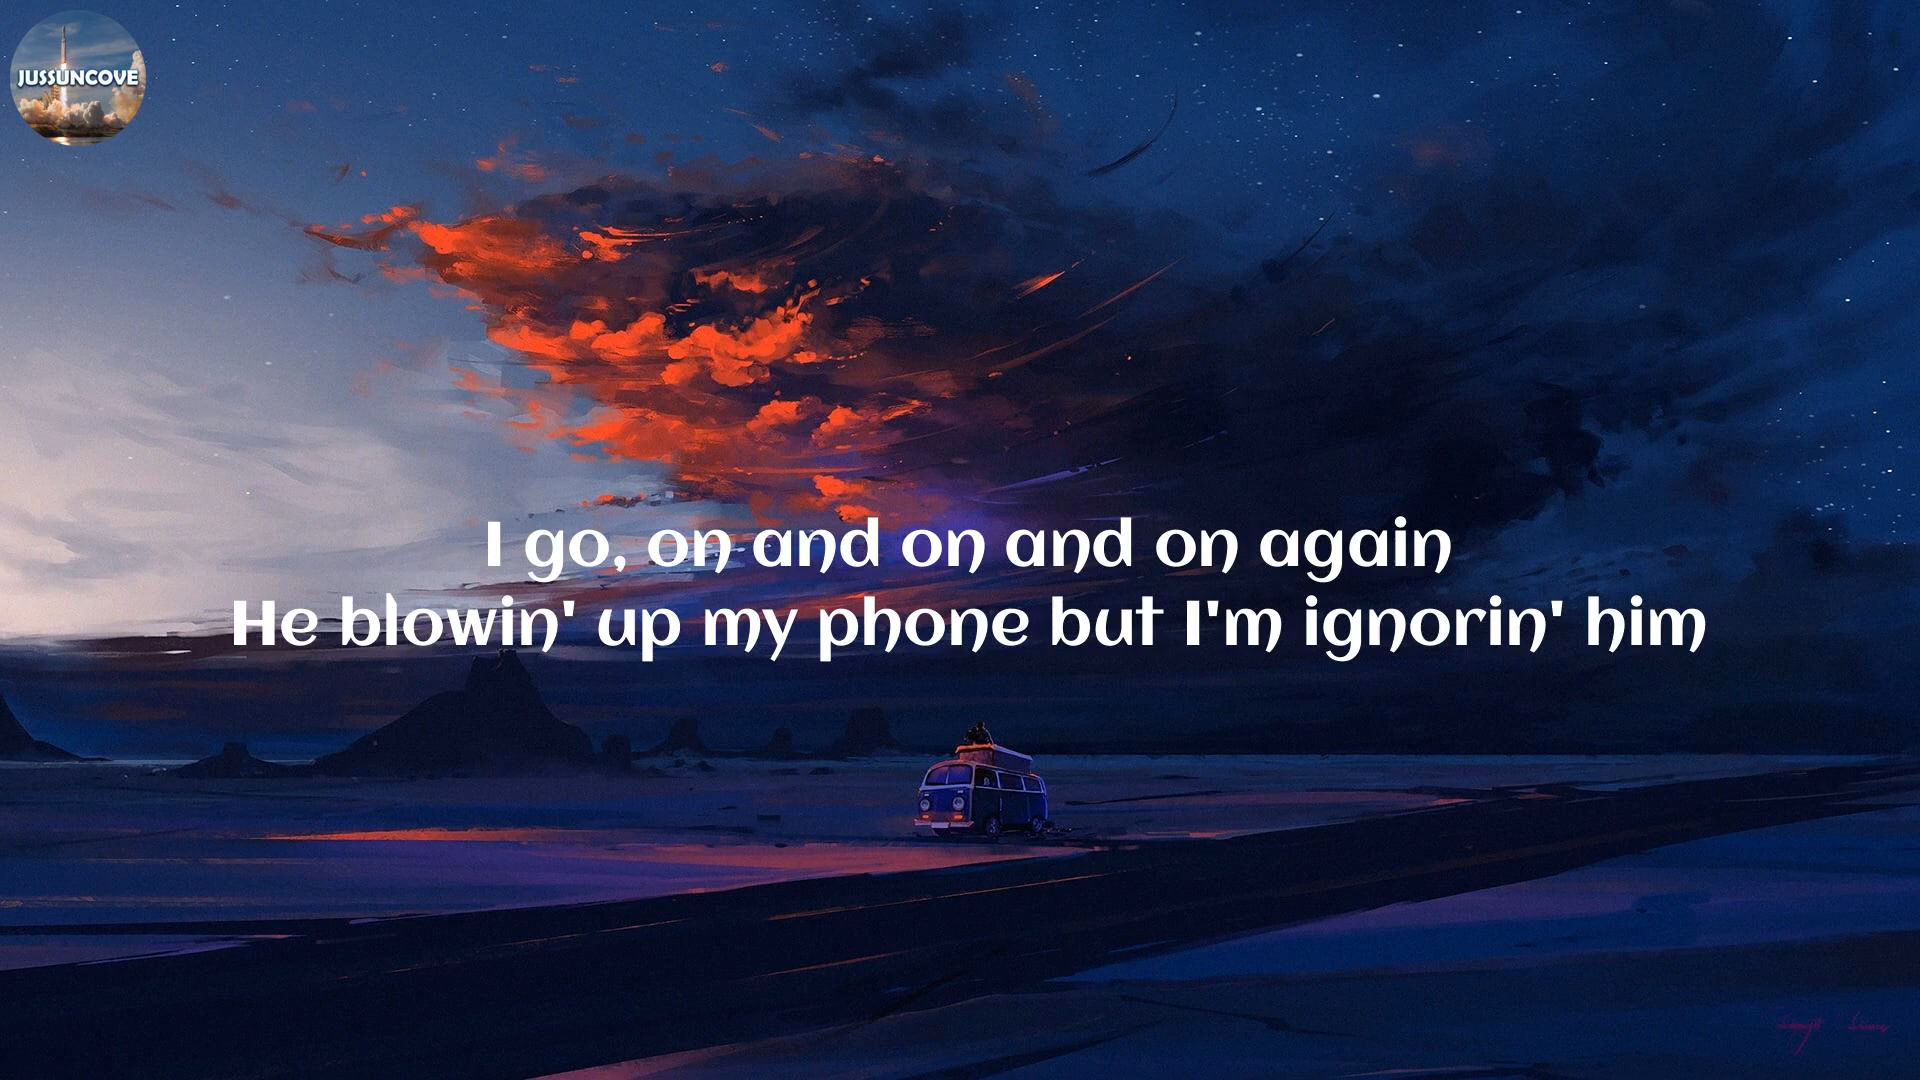 JUSSUNCOVE
I go, on and on and on again
He blowin' up my phone but I'm ignorin' him